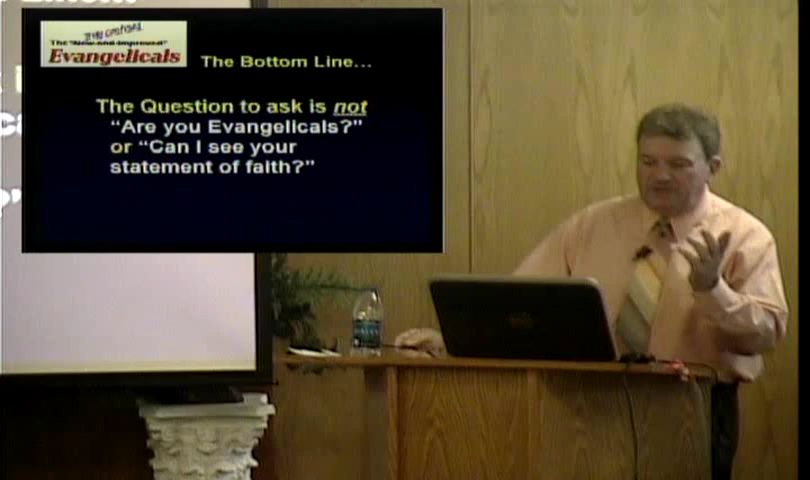 The "New and Improved"
Evangelicals
The Bottom Line...
The Question to ask is not
"Are you Evangelicals?"
or "Can I see your
statement of faith?"